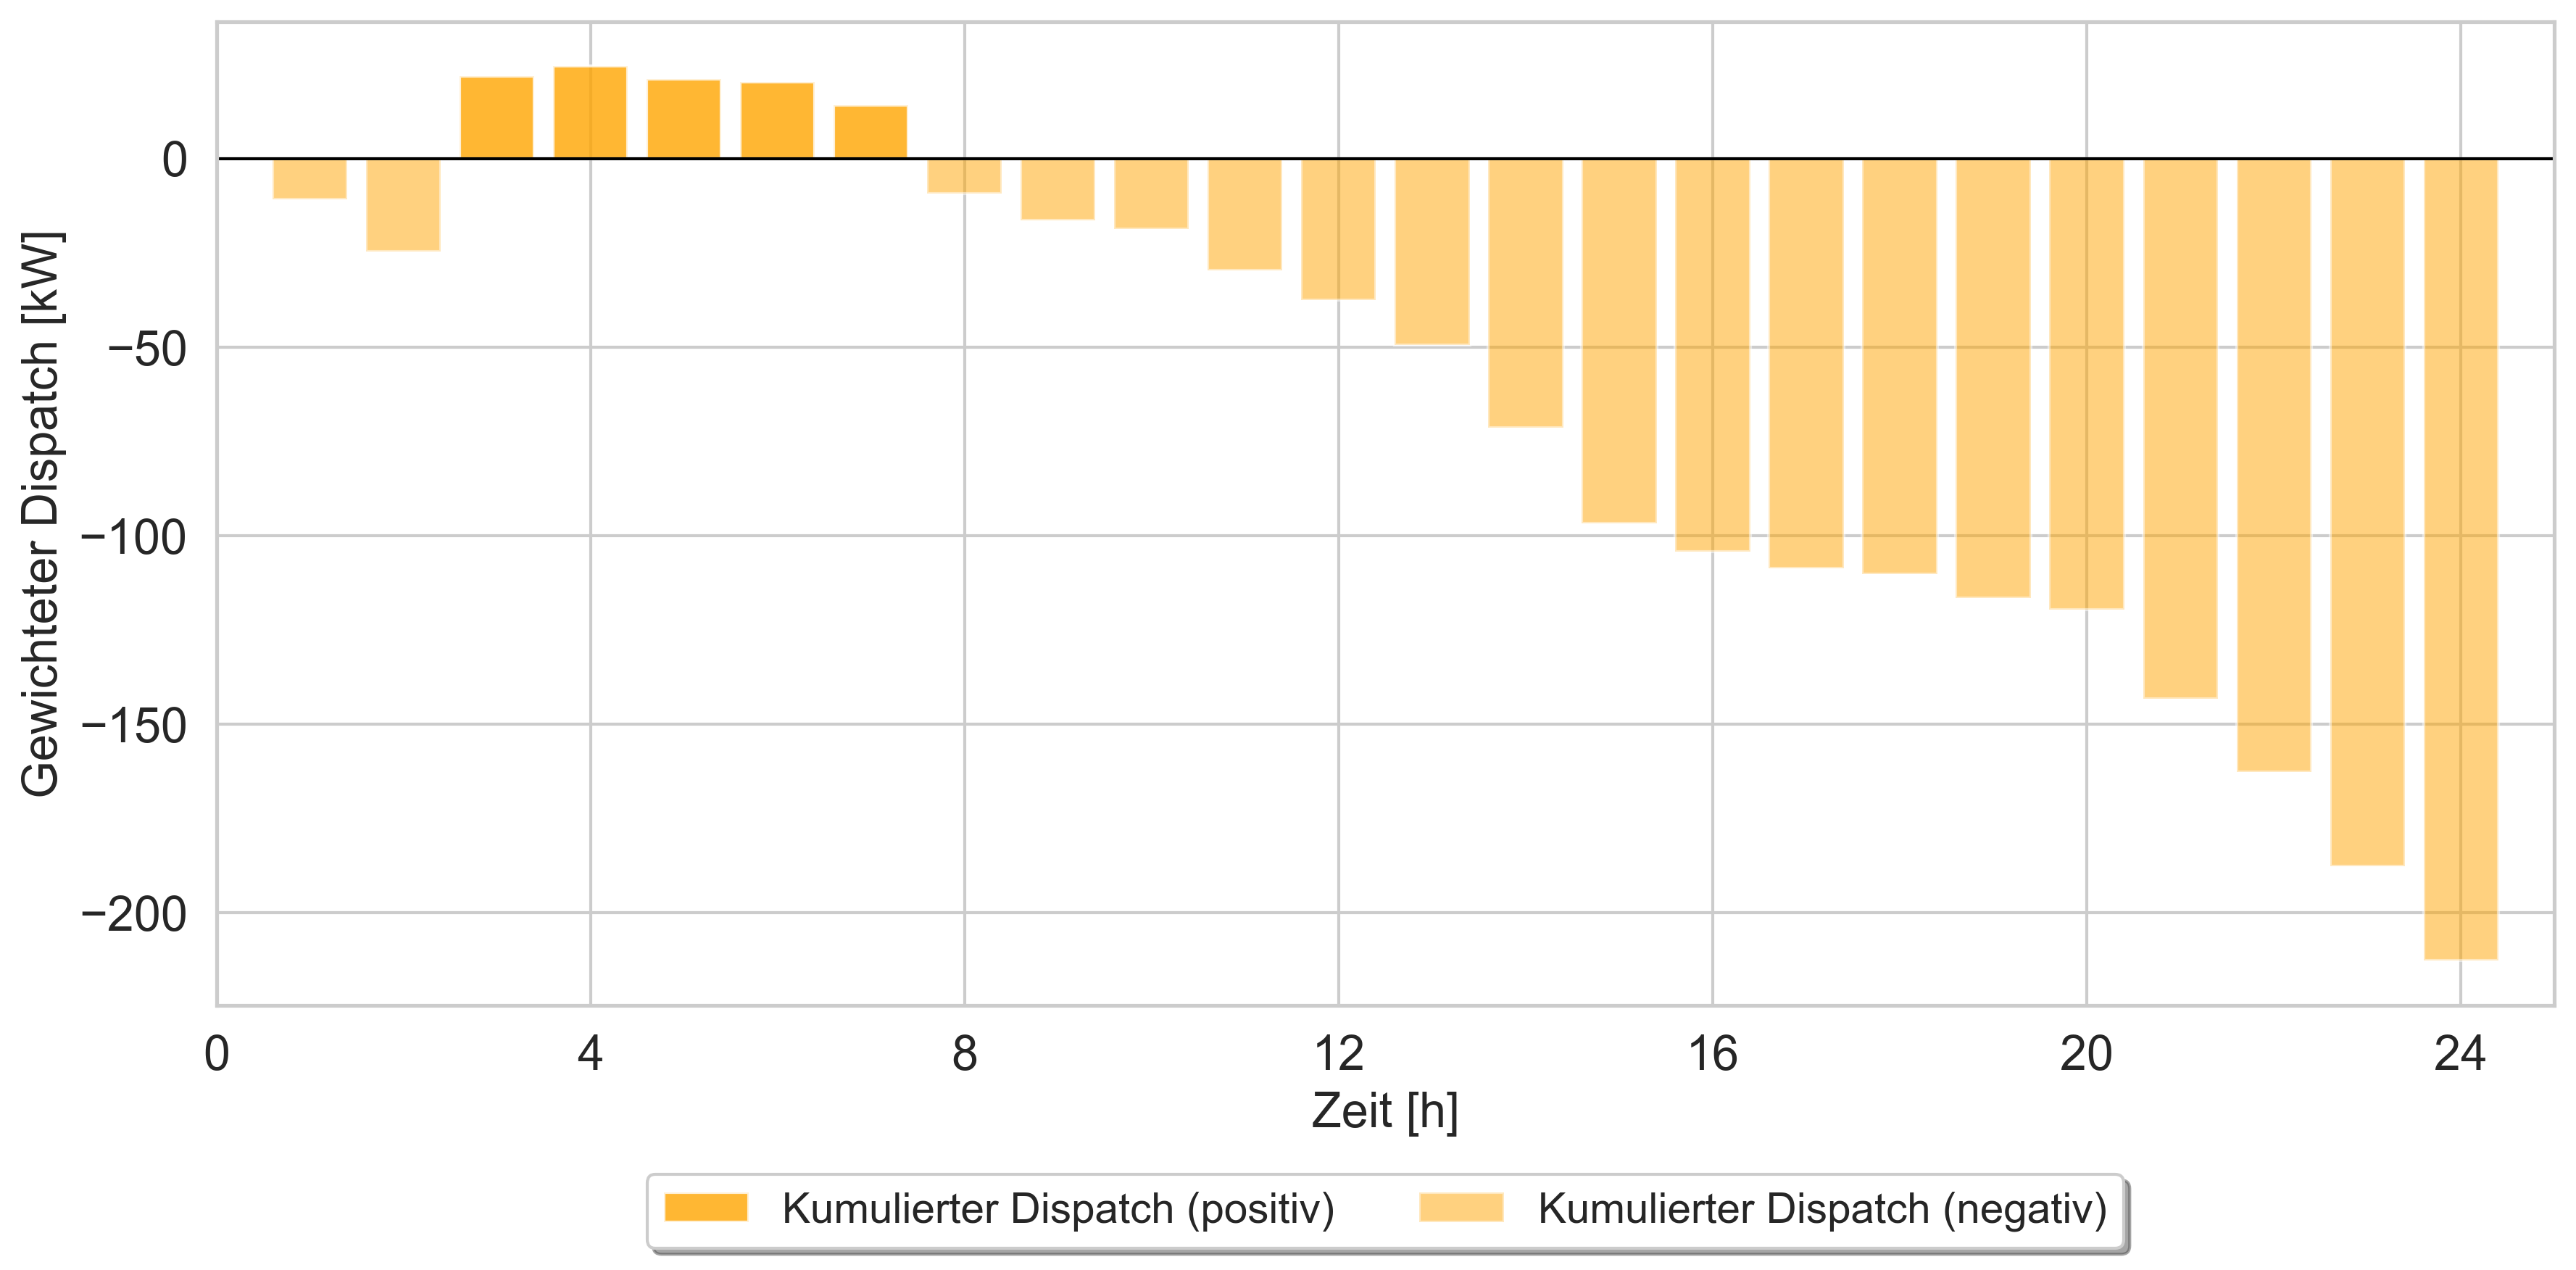 Gewichteter Dispatch [kW]
0
−50
−100
−150
−200
0 4 8 12 16 20 24
Zeit [h]
Kumulierter Dispatch (positiv) Kumulierter Dispatch (negativ)